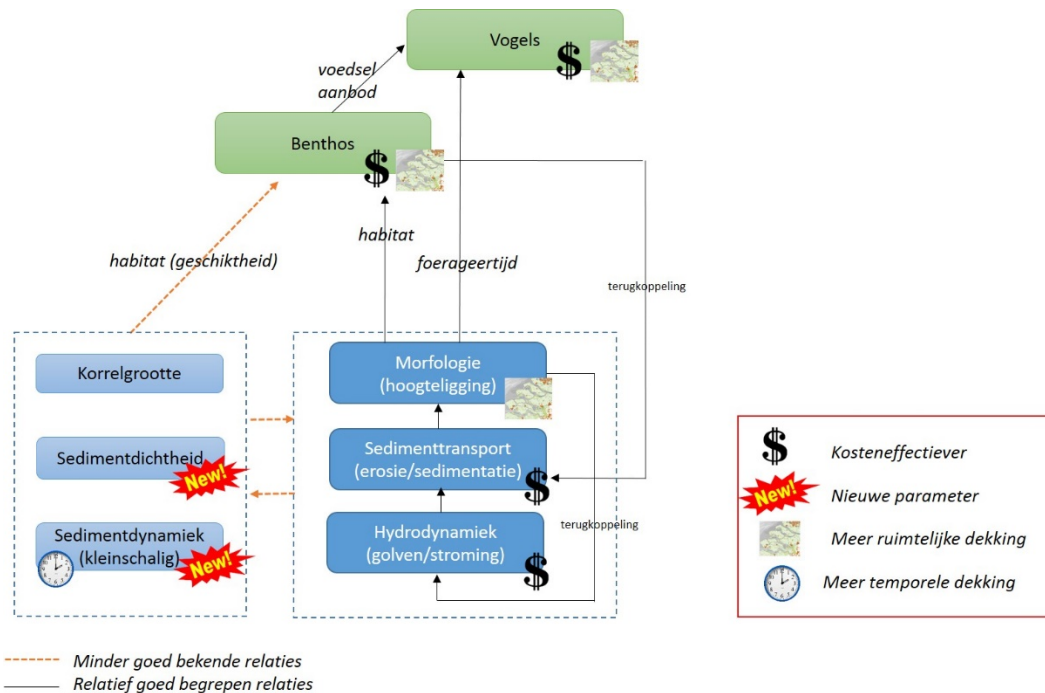 Vogels
$
voedsel
aanbod
Benthos
$
habitat
habitat (geschiktheid)
foerageertijd
terugkoppeling
Korrelgrootte
Sedimentdichtheid
New!
Sedimentdynamiek
(kleinschalig)
New!
Morfologie
(hoogteligging)
Sedimenttransport
(erosie/sedimentatie)
$
terugkoppeling
Hydrodynamiek
(golven/stroming)
$
$ Kosteneffectiever
New! Nieuwe parameter
Meer ruimtelijke dekking
Meer temporele dekking
Minder goed bekende relaties
Relatief goed begrepen relaties